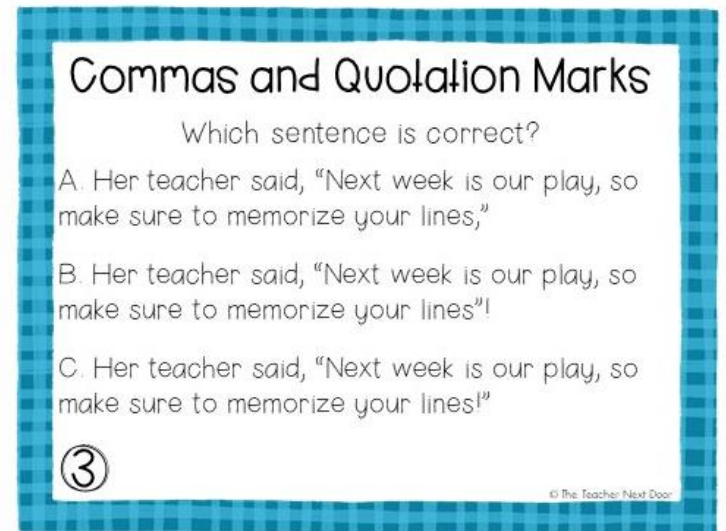 Commas and Quotation Marks
Which sentence is correct?
A. Her teacher said, “Next week is our play, so
make sure to memorize your lines,”
B. Her teacher said, “Next week is our play, so
make sure to memorize your lines”!
C. Her teacher said, “Next week is our play, so
make sure to memorize your lines!”
3
© The Teacher Next Door